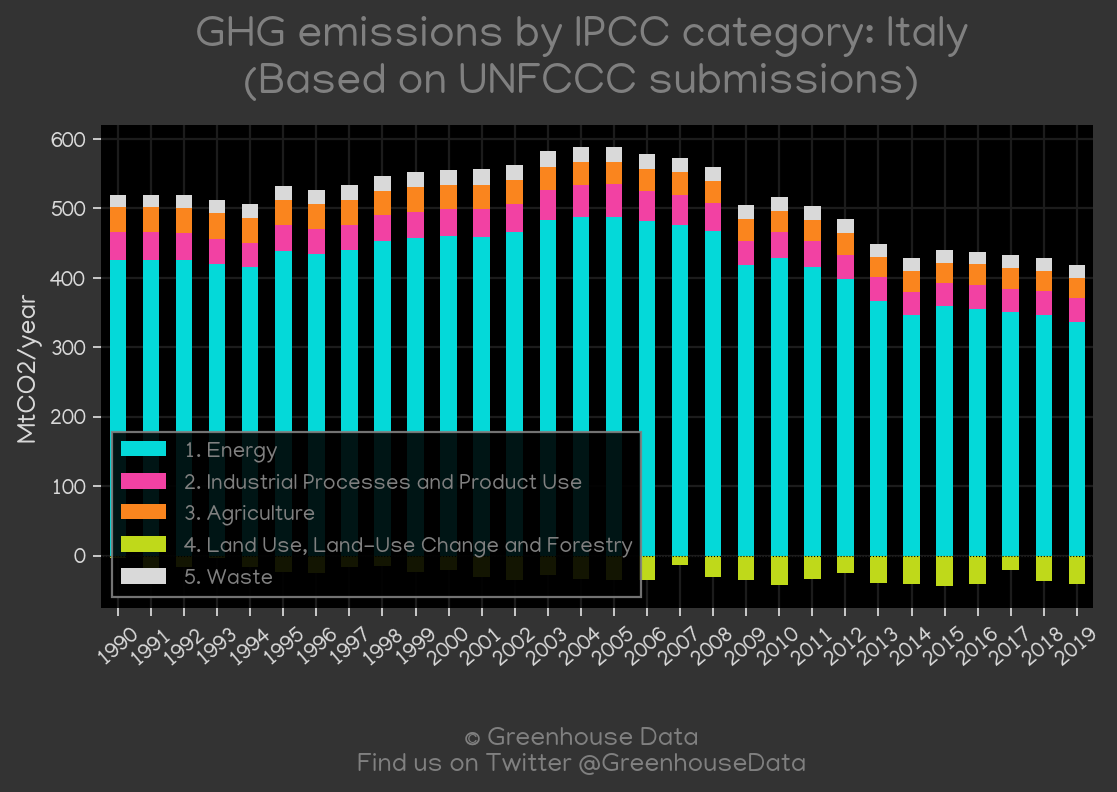 GHG emissions by IPCC category: Italy
(Based on UNFCCC submissions)
600
500
400
300
200
100
0
MtCO2/year
1. Energy
2. Industrial Processes and Product Use
3. Agriculture
4. Land Use, Land-Use Change and Forestry
5. Waste
1990 1991 1992 1993 1994 1995 1996 1997 1998 1999 2000 2001 2002 2003 2004 2005 2006 2007 2008 2009 2010 2011 2012 2013 2014 2015 2016 2017 2018 2019
© Greenhouse Data
Find us on Twitter @GreenhouseData